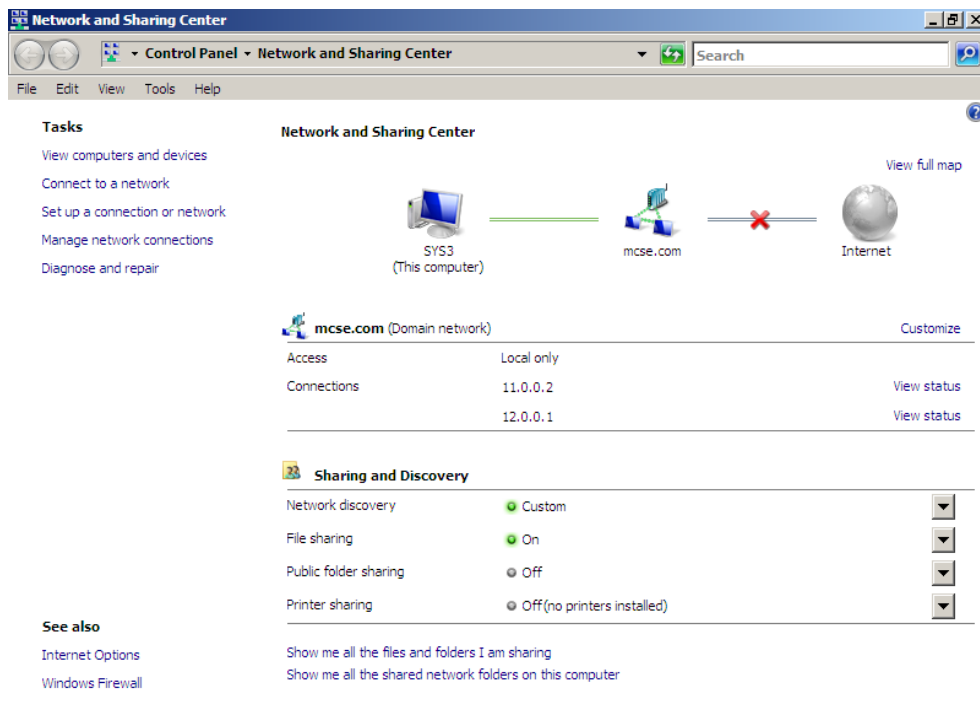 Network and Sharing Center
Control Panel Network and Sharing Center
Search
File Edit View Tools Help
Tasks
View computers and devices
Connect to a network
Set up a connection or network
Manage network connections
Diagnose and repair
See also
Internet Options
Windows Firewall
Network and Sharing Center
View full map
SYS3
(This computer)
mcse.com
Internet
mcse.com (Domain network) Customize
Access Local only
Connections 11.0.0.2 View status
12.0.0.1 View status
Sharing and Discovery
Network discovery Custom
File sharing On
Public folder sharing Off
Printer sharing Off (no printers installed)
Show me all the files and folders I am sharing
Show me all the shared network folders on this computer